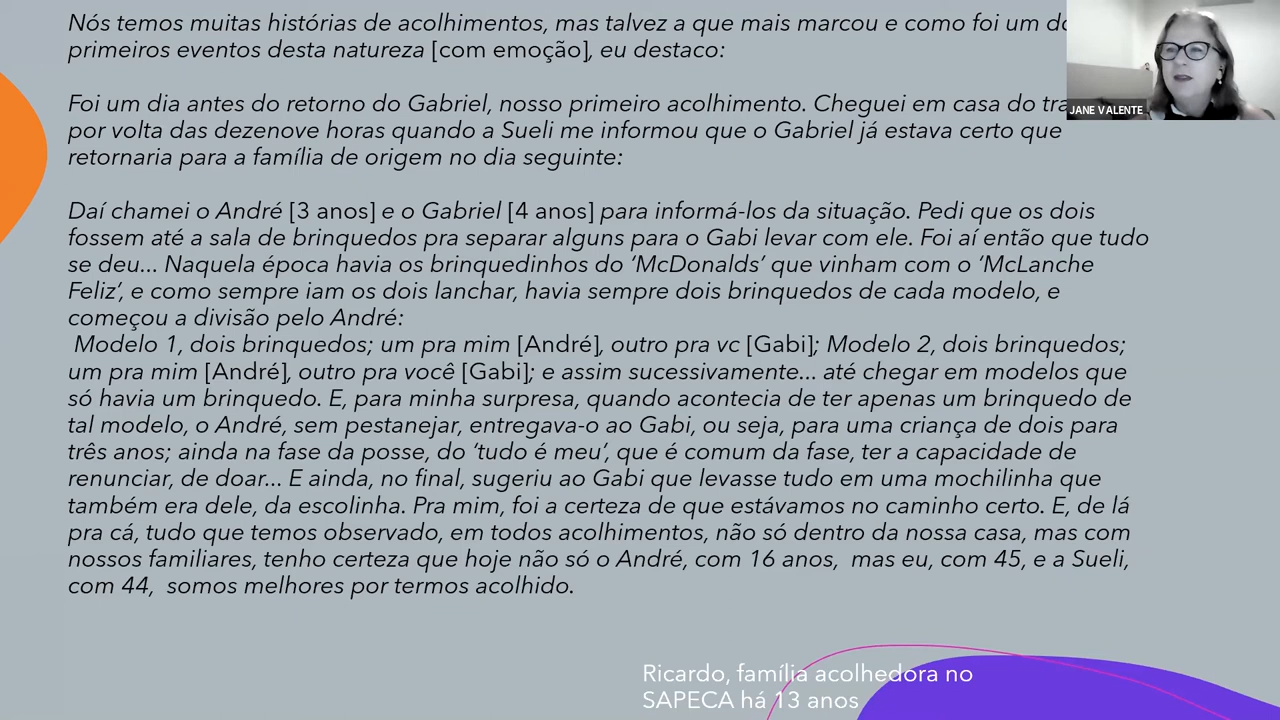 Nós temos muitas histórias de acolhimentos, mas talvez a que mais marcou e como foi um
primeiros eventos desta natureza [com emoção], eu destaco:
Foi um dia antes do retorno do Gabriel, nosso primeiro acolhimento. Cheguei em casa do
por volta das dezenove horas quando a Sueli me informou que o Gabriel já estava certo que
retornaria para a família de origem no dia seguinte:
Daí chamei o André [3 anos] e o Gabriel [4 anos] para informá-los da situação. Pedi que os dois
fossem até a sala de brinquedos pra separar alguns para o Gabi levar com ele. Foi aí então que tudo
se deu... Naquela época havia os brinquedinhos do ‘McDonalds’ que vinham com o ‘McLanche
Feliz’, e como sempre iam os dois lanchar, havia sempre dois brinquedos de cada modelo, e
começou a divisão pelo André:
Modelo 1, dois brinquedos; um pra mim [André], outro pra vc [Gabi]; Modelo 2, dois brinquedos;
um pra mim [André], outro pra você [Gabi]; e assim sucessivamente... até chegar em modelos que
só havia um brinquedo. E, para minha surpresa, quando acontecia de ter apenas um brinquedo de
tal modelo, o André, sem pestanejar, entregava-o ao Gabi, ou seja, para uma criança de dois para
três anos; ainda na fase da posse, do ‘tudo é meu’, que é comum da fase, ter a capacidade de
renunciar, de doar... E ainda, no final, sugeriu ao Gabi que levasse tudo em uma mochilinha que
também era dele, da escolinha. Pra mim, foi a certeza de que estávamos no caminho certo. E, de lá
pra cá, tudo que temos observado, em todos acolhimentos, não só dentro da nossa casa, mas com
nossos familiares, tenho certeza que hoje não só o André, com 16 anos, mas eu, com 45, e a Sueli,
com 44, somos melhores por termos acolhido.
JANE VALENTE
Ricardo, família acolhedora no
SAPECA há 13 anos